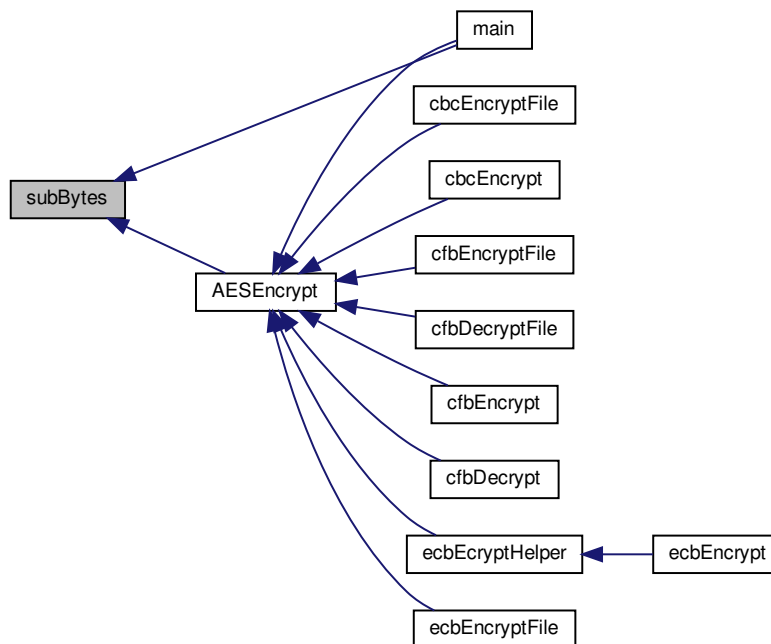 main
cbcEncryptFile
cbcEncrypt
subBytes
cfbEncryptFile
AESEncrypt
cfbDecryptFile
cfbEncrypt
cfbDecrypt
ecbEcryptHelper
ecbEncrypt
ecbEncryptFile